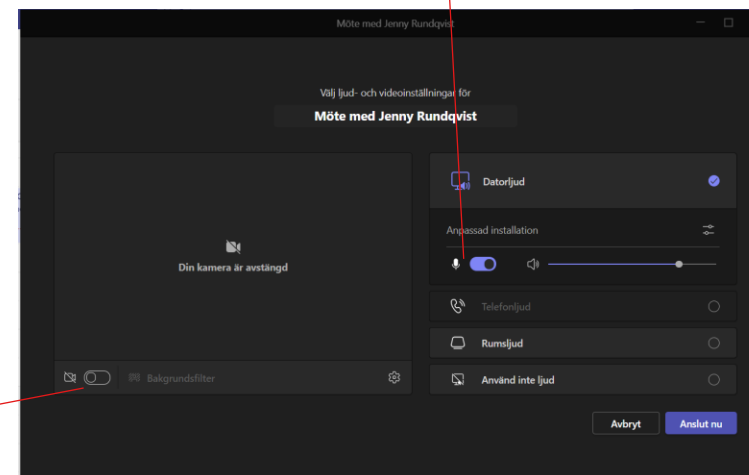 Möte med Jenny Rundqvist
Välj ljud- och videoinställningar för
Möte med Jenny Rundqvist
Din kamera är avstängd
Bakgrundsfilter
Datorljud
Anpassad installation
Telefonljud
Rumsljud
Använd inte ljud
Avbryt
Anslut nu